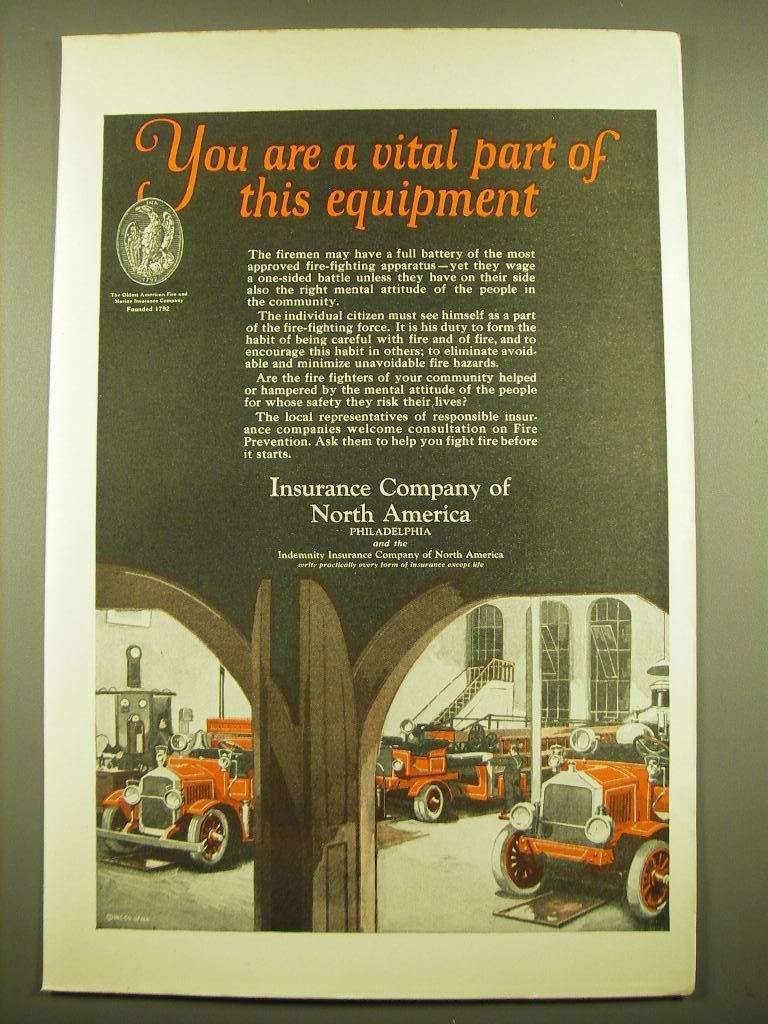 You are a vital part of
this equipment
INA
1792
The Oldest American Fire and
Marine Insurance Company
Founded 1792
The firemen may have a full battery of the most
approved fire-fighting apparatus—yet they wage
a one-sided battle unless they have on their side
also the right mental attitude of the people in
the community.
The individual citizen must see himself as a part
of the fire-fighting force. It is his duty to form the
habit of being careful with fire and of fire, and to
encourage this habit in others; to eliminate avoid-
able and minimize unavoidable fire hazards.
Are the fire fighters of your community helped
or hampered by the mental attitude of the people
for whose safety they risk their lives?
The local representatives of responsible insur-
ance companies welcome consultation on Fire
Prevention. Ask them to help you fight fire before
it starts.
Insurance Company of
North America
PHILADELPHIA
and the
Indemnity Insurance Company of North America
write practically every form of insurance except life